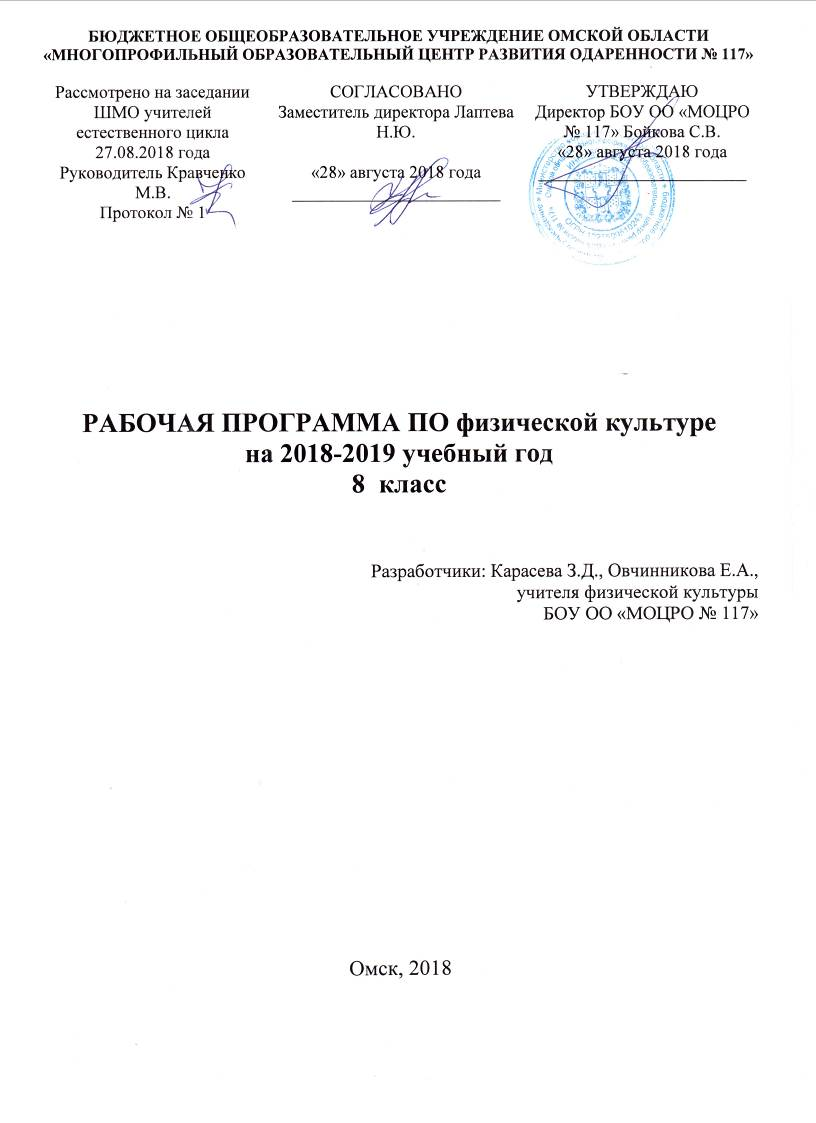 БЮДЖЕТНОЕ ОБЩЕОБРАЗОВАТЕЛЬНОЕ УЧРЕЖДЕНИЕ ОМСКОЙ ОБЛАСТИ
«МНОГОПРОФИЛЬНЫЙ ОБРАЗОВАТЕЛЬНЫЙ ЦЕНТР РАЗВИТИЯ ОДАРЕННОСТИ № 117»
Рассмотрено на заседании
ШМО учителей
естественного цикла
27.08.2018 года
Руководитель Кравченко
М.В.
Протокол № 1
СОГЛАСОВАНО
Заместитель директора Лаптева
Н.Ю.
«28» августа 2018 года
УТВЕРЖДАЮ
Директор БОУ ОО «МОЦРО
№ 117» Бойкова С.В.
«28» августа 2018 года
РАБОЧАЯ ПРОГРАММА ПО физической культуре
на 2018-2019 учебный год
8 класс
Разработчики: Карасева З.Д., Овчинникова Е.А.,
учителя физической культуры
БОУ ОО «МОЦРО № 117»
Омск, 2018